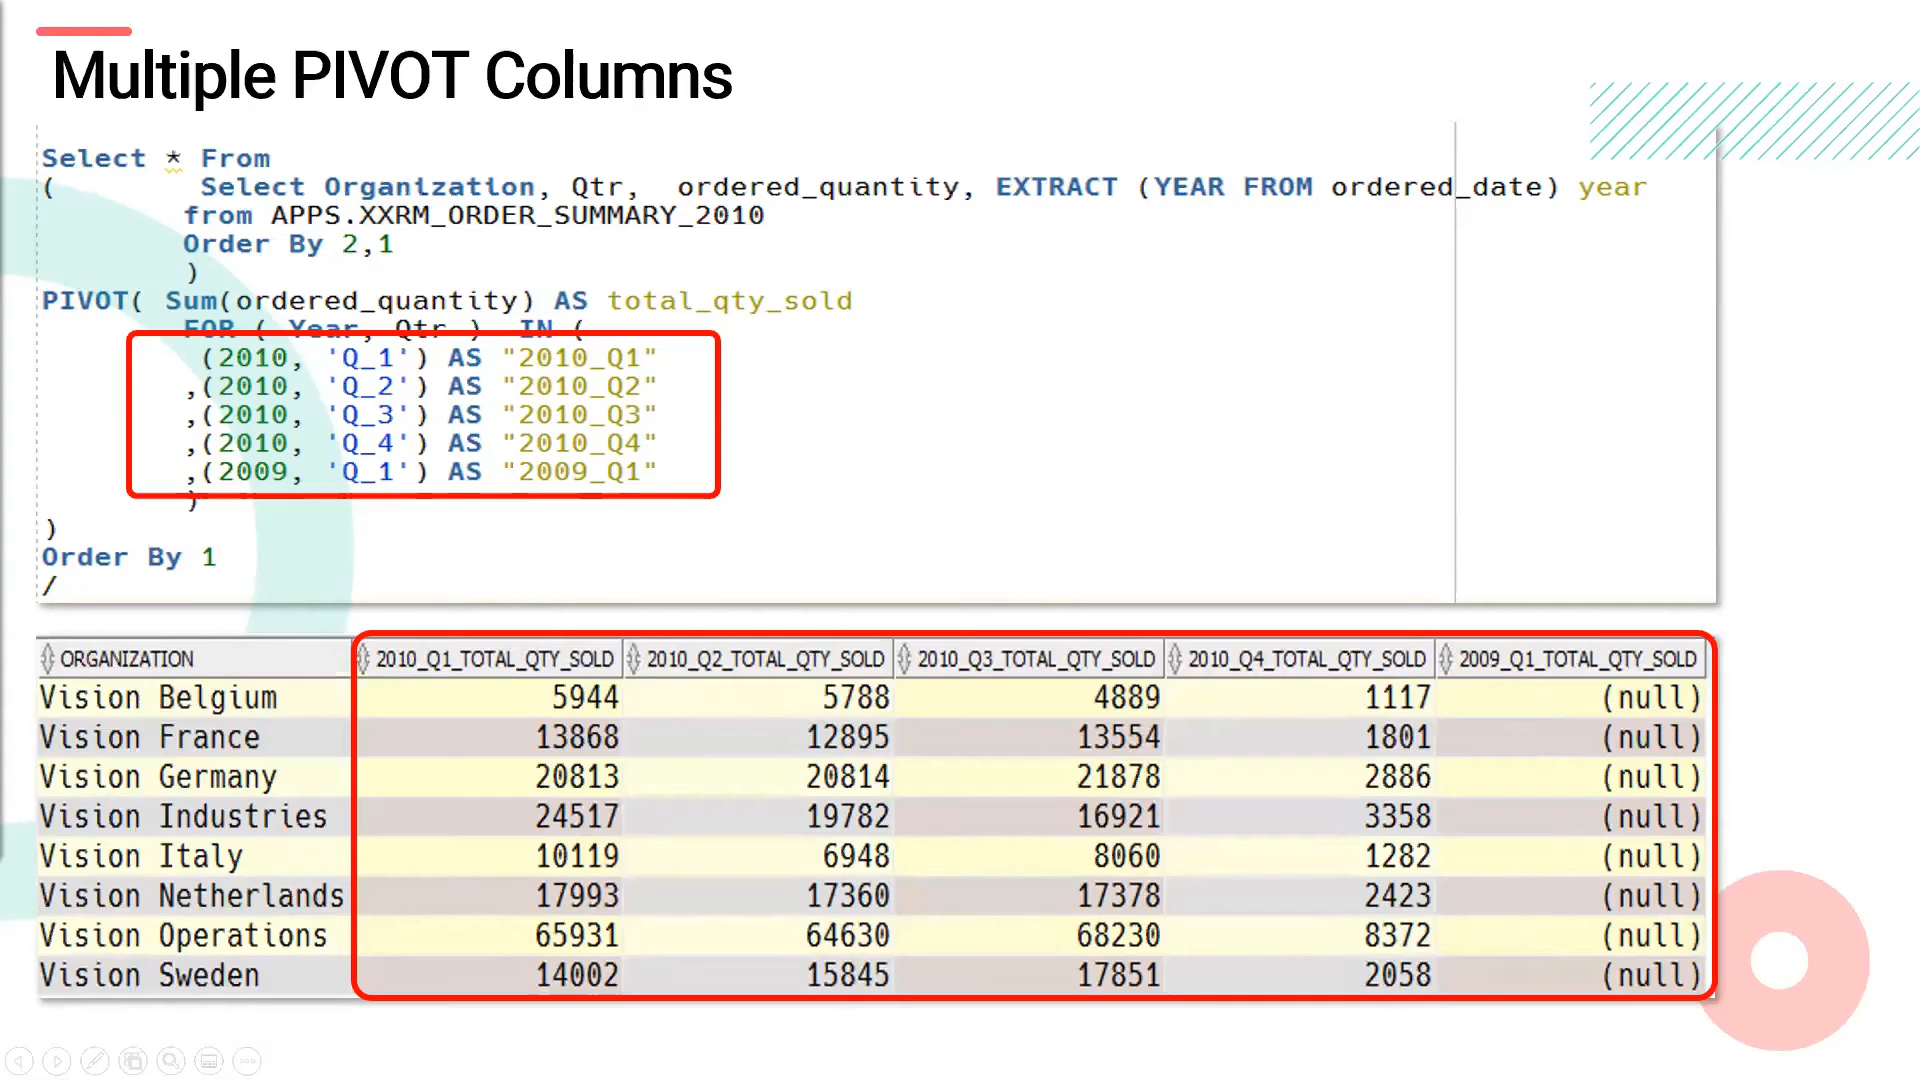 Multiple PIVOT Columns
Select * From
( Select Organization, Qtr, ordered_quantity, EXTRACT (YEAR FROM ordered_date) year
from APPS.XXRM_ORDER_SUMMARY_2010
Order By 2,1
)
PIVOT( Sum(ordered_quantity) AS total_qty_sold
FOR ( Year, Qtr ) IN (
(2010, 'Q_1') AS "2010_Q1"
,(2010, 'Q_2') AS "2010_Q2"
,(2010, 'Q_3') AS "2010_Q3"
,(2010, 'Q_4') AS "2010_Q4"
,(2009, 'Q_1') AS "2009_Q1"
)
)
Order By 1
/
ORGANIZATION 2010_Q1_TOTAL_QTY_SOLD 2010_Q2_TOTAL_QTY_SOLD 2010_Q3_TOTAL_QTY_SOLD 2010_Q4_TOTAL_QTY_SOLD 2009_Q1_TOTAL_QTY_SOLD
Vision Belgium 5944 5788 4889 1117 (null)
Vision France 13868 12895 13554 1801 (null)
Vision Germany 20813 20814 21878 2886 (null)
Vision Industries 24517 19782 16921 3358 (null)
Vision Italy 10119 6948 8060 1282 (null)
Vision Netherlands 17993 17360 17378 2423 (null)
Vision Operations 65931 64630 68230 8372 (null)
Vision Sweden 14002 15845 17851 2058 (null)